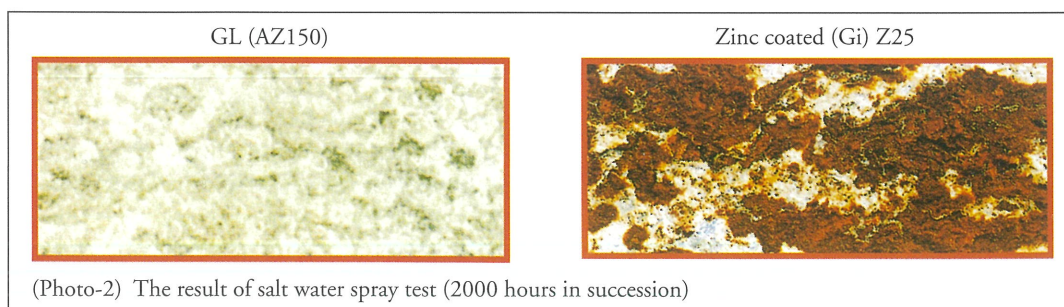 GL (AZ150)
Zinc coated (Gi) Z25
(Photo-2) The result of salt water spray test (2000 hours in succession)